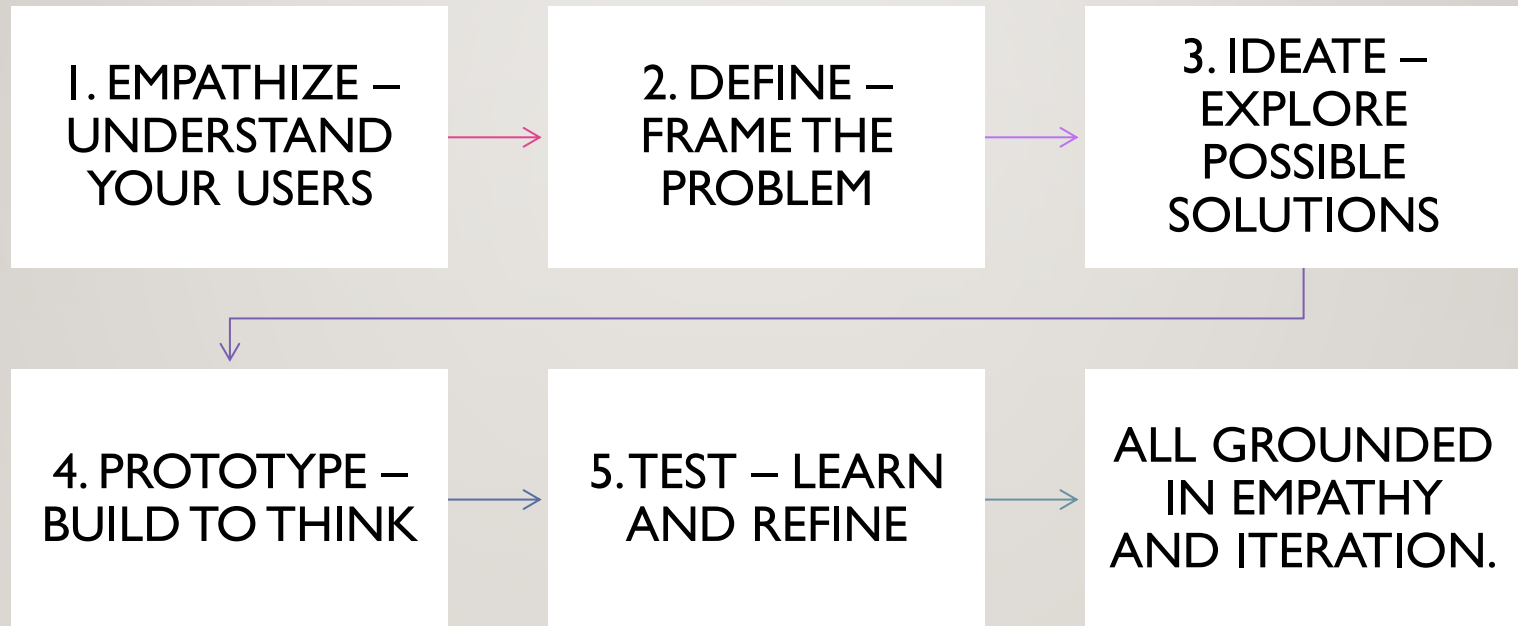 1. EMPATHIZE –
UNDERSTAND
YOUR USERS
2. DEFINE –
FRAME THE
PROBLEM
3. IDEATE –
EXPLORE
POSSIBLE
SOLUTIONS
4. PROTOTYPE –
BUILD TO THINK
5. TEST – LEARN
AND REFINE
ALL GROUNDED
IN EMPATHY
AND ITERATION.